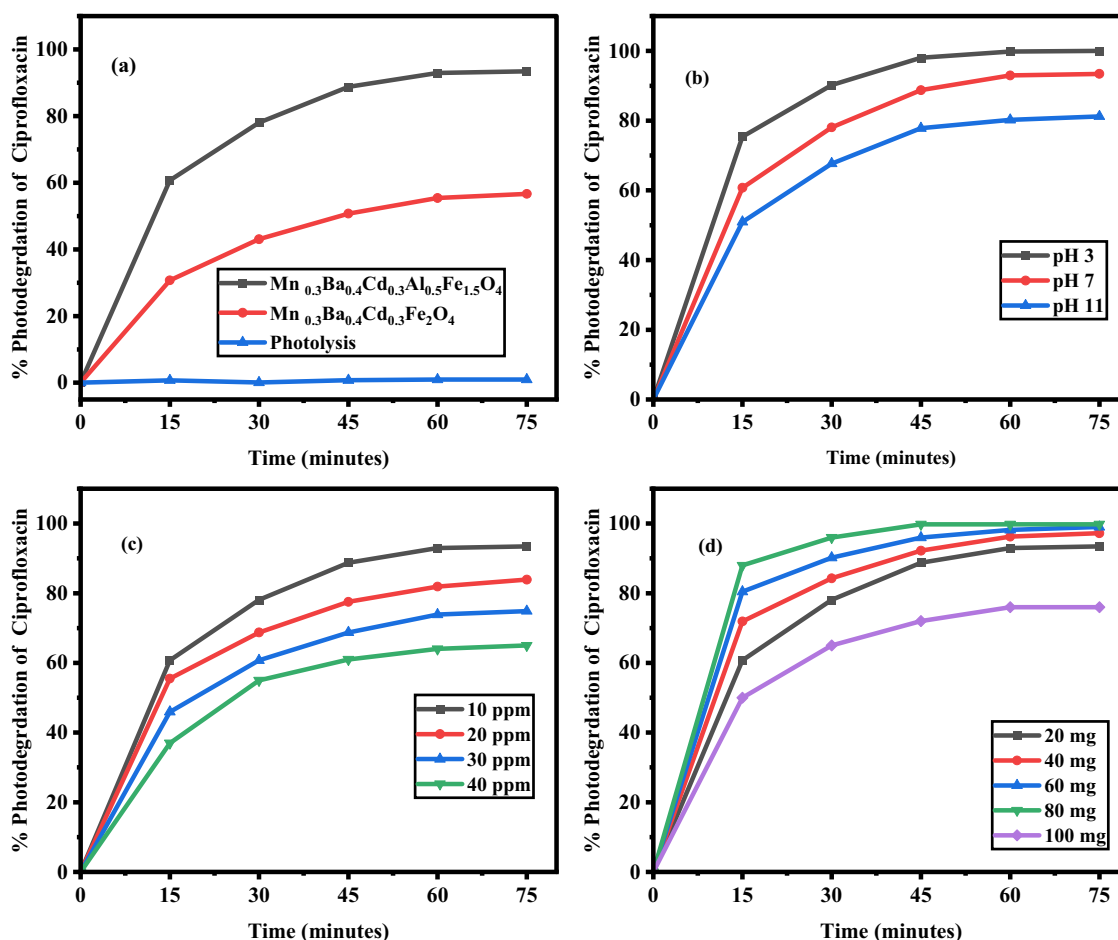 (a)
% Photodegrdation of Ciprofloxacin
100
80
60
40
20
0
Mn 0.3Ba0.4Cd0.3Al0.5Fe1.5O4
Mn 0.3Ba0.4Cd0.3Fe2O4
Photolysis
0 15 30 45 60 75
Time (minutes)
(b)
% Photodegrdation of Ciprofloxacin
100
80
60
40
20
0
pH 3
pH 7
pH 11
0 15 30 45 60 75
Time (minutes)
(c)
% Photodegrdation of Ciprofloxacin
100
80
60
40
20
0
10 ppm
20 ppm
30 ppm
40 ppm
0 15 30 45 60 75
Time (minutes)
(d)
% Photodegrdation of Ciprofloxacin
100
80
60
40
20
0
20 mg
40 mg
60 mg
80 mg
100 mg
0 15 30 45 60 75
Time (minutes)